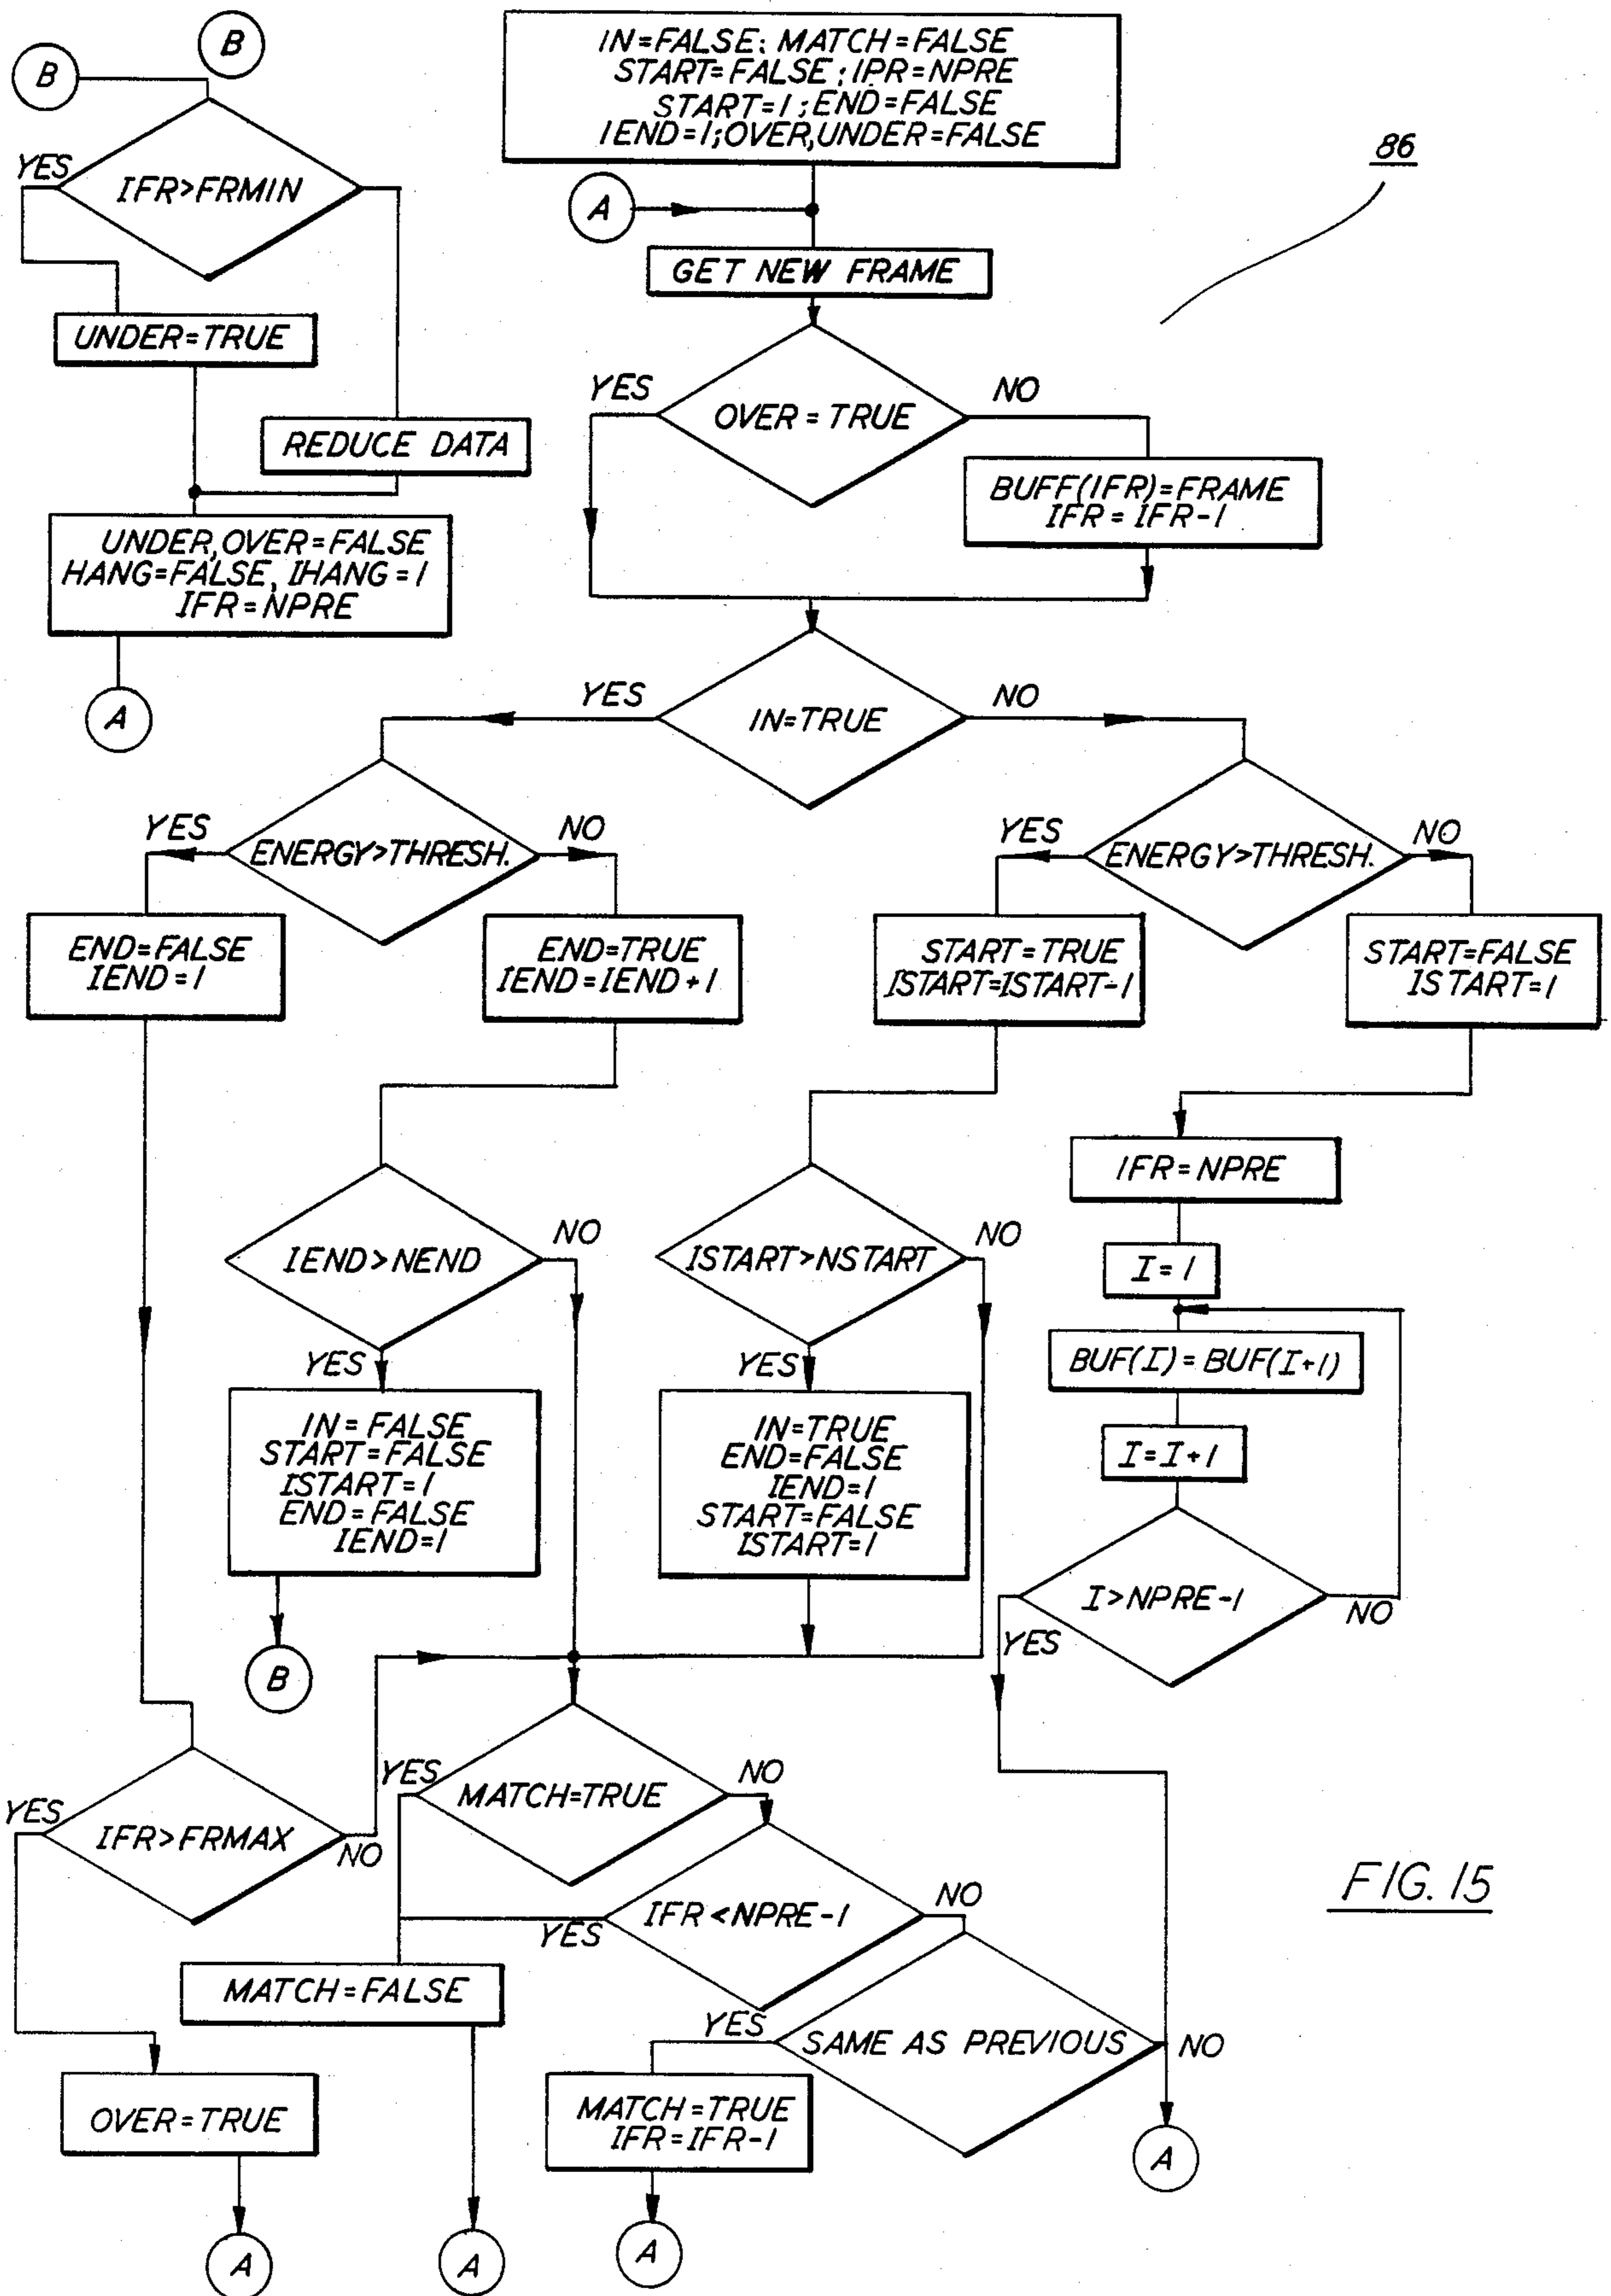 B
B
IN=FALSE; MATCH=FALSE
START=FALSE; IPR=NPRE
START=1; END=FALSE
IEND=1; OVER,UNDER=FALSE
86
YES
IFR>FRMIN
A
GET NEW FRAME
UNDER=TRUE
REDUCE DATA
YES
OVER=TRUE
NO
BUFF(IFR)=FRAME
IFR=IFR-1
UNDER,OVER=FALSE
HANG=FALSE, IHANG=1
IFR=NPRE
A
YES
IN=TRUE
NO
YES
ENERGY>THRESH.
NO
YES
ENERGY>THRESH.
NO
END=FALSE
IEND=1
END=TRUE
IEND=IEND+1
START=TRUE
ISTART=ISTART-1
START=FALSE
ISTART=1
IFR=NPRE
I=1
IEND>NEND
NO
ISTART>NSTART
NO
YES
YES
BUF(I)=BUF(I+1)
I=I+1
IN=FALSE
START=FALSE
ISTART=1
END=FALSE
IEND=1
IN=TRUE
END=FALSE
IEND=1
START=FALSE
ISTART=1
I>NPRE-1
NO
YES
B
YES
MATCH=TRUE
NO
YES
IFR>FRMAX
NO
IFR<NPRE-1
NO
YES
FIG. 15
MATCH=FALSE
YES
SAME AS PREVIOUS
NO
OVER=TRUE
MATCH=TRUE
IFR=IFR-1
A
A
A
A